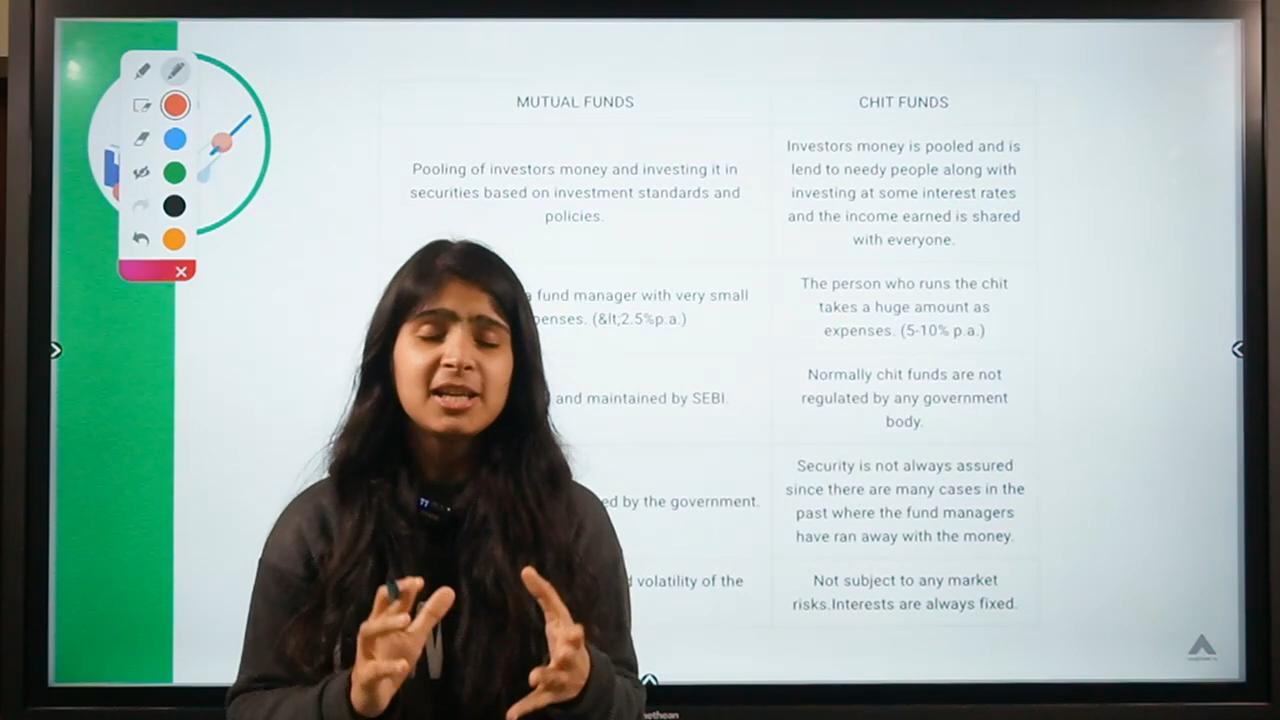 MUTUAL FUNDS
CHIT FUNDS
Pooling of investors money and investing it in
securities based on investment standards and
policies.
Investors money is pooled and is
lend to needy people along with
investing at some interest rates
and the income earned is shared
with everyone.
a fund manager with very small
(&lt;2.5%p.a.)
The person who runs the chit
takes a huge amount as
expenses. (5-10% p.a.)
and maintained by SEBI.
Normally chit funds are not
regulated by any government
body.
by the government.
Security is not always assured
since there are many cases in the
past where the fund managers
have ran away with the money.
volatility of the
Not subject to any market
risks.Interests are always fixed.